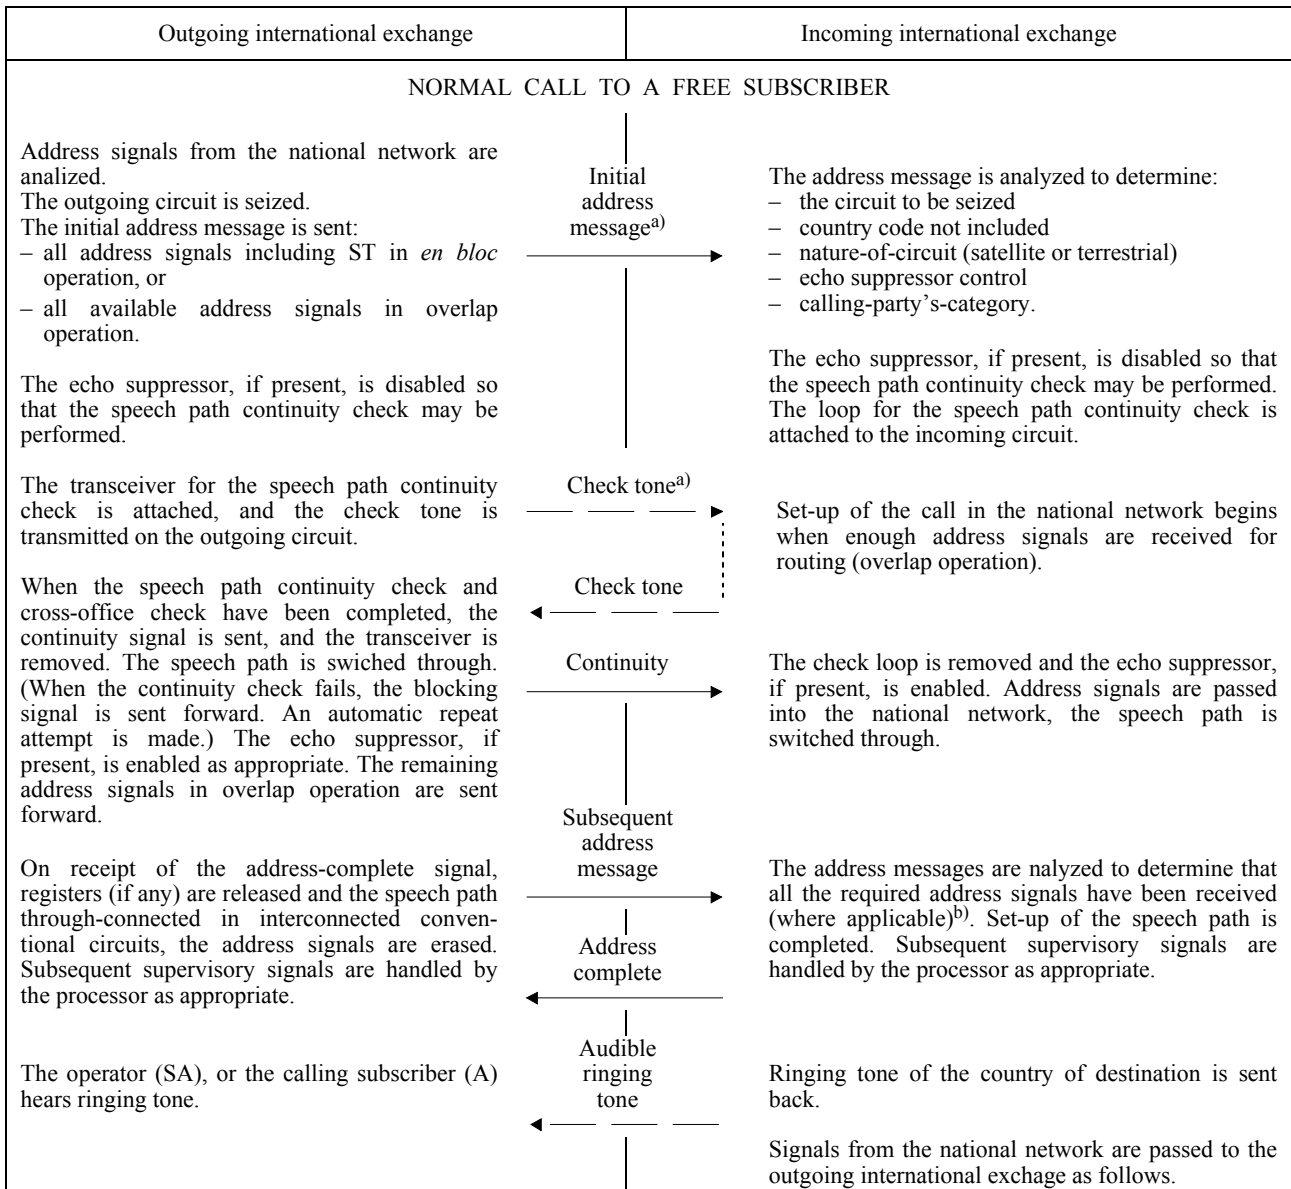 Outgoing international exchange
Incoming international exchange
NORMAL CALL TO A FREE SUBSCRIBER
Address signals from the national network are
analized.
The outgoing circuit is seized.
The initial address message is sent:
– all address signals including ST in en bloc
operation, or
– all available address signals in overlap
operation.
Initial
address
message a)
The address message is analyzed to determine:
– the circuit to be seized
– country code not included
– nature-of-circuit (satellite or terrestrial)
– echo suppressor control
– calling-party's-category.
The echo suppressor, if present, is disabled so
that the speech path continuity check may be
performed.
The echo suppressor, if present, is disabled so that
the speech path continuity check may be performed.
The loop for the speech path continuity check is
attached to the incoming circuit.
The transceiver for the speech path continuity
check is attached, and the check tone is
transmitted on the outgoing circuit.
Check tone a)
Set-up of the call in the national network begins
when enough address signals are received for
routing (overlap operation).
When the speech path continuity check and
cross-office check have been completed, the
continuity signal is sent, and the transceiver is
removed. The speech path is swiched through.
(When the continuity check fails, the blocking
signal is sent forward. An automatic repeat
attempt is made.) The echo suppressor, if
present, is enabled as appropriate. The remaining
address signals in overlap operation are sent
forward.
Check tone
Continuity
The check loop is removed and the echo suppressor,
if present, is enabled. Address signals are passed
into the national network, the speech path is
switched through.
Subsequent
address
message
On receipt of the address-complete signal,
registers (if any) are released and the speech path
through-connected in interconnected conven-
tional circuits, the address signals are erased.
Subsequent supervisory signals are handled by
the processor as appropriate.
The address messages are nalyzed to determine that
all the required address signals have been received
(where applicable) b). Set-up of the speech path is
completed. Subsequent supervisory signals are
handled by the processor as appropriate.
Address
complete
Audible
ringing
tone
The operator (SA), or the calling subscriber (A)
hears ringing tone.
Ringing tone of the country of destination is sent
back.
Signals from the national network are passed to the
outgoing international exchage as follows.